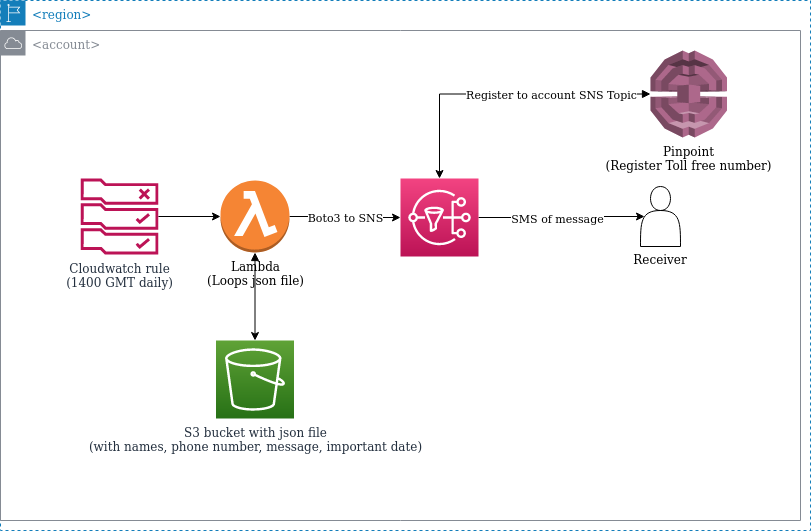 <region>
<account>
Register to account SNS Topic
Pinpoint
(Register Toll free number)
Cloudwatch rule
(1400 GMT daily)
Lambda
(Loops json file)
Boto3 to SNS
SMS of message
Receiver
S3 bucket with json file
(with names, phone number, message, important date)